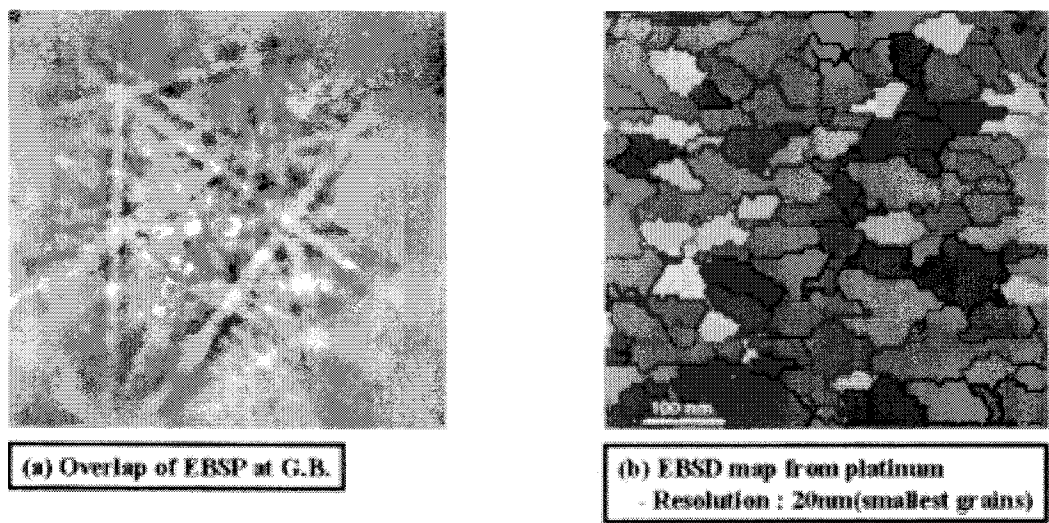 100 nm
(a) Overlap of EBSP at G.B.
(b) EBSD map from platinum
- Resolution : 20nm(smallest grains)